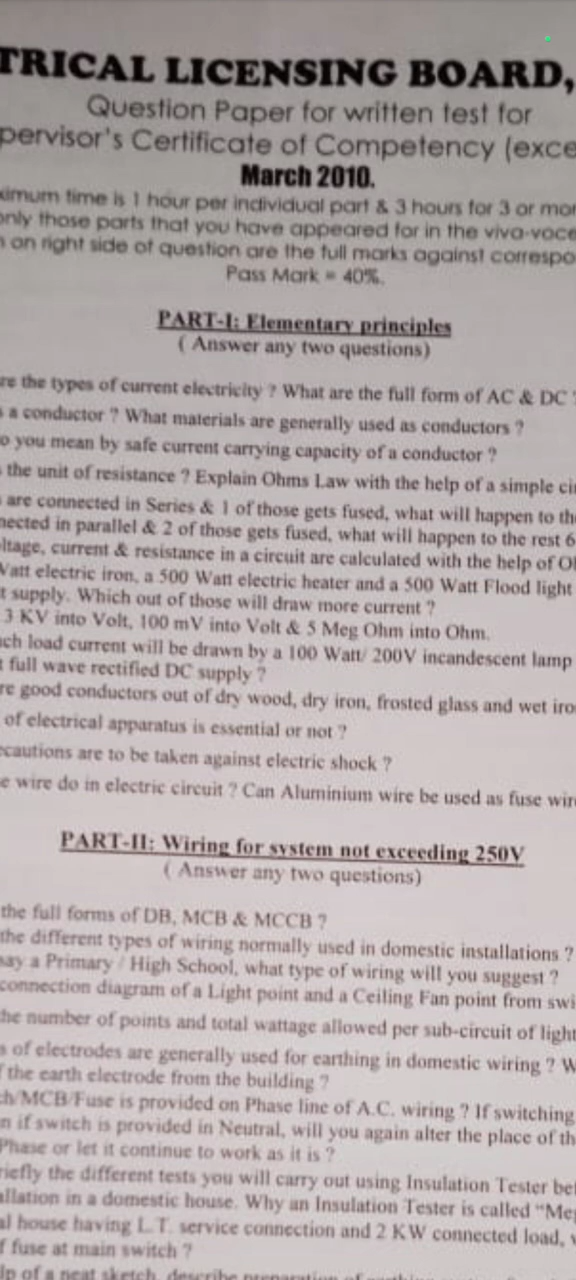 TRICAL LICENSING BOARD,
Question Paper for written test for
pervisor's Certificate of Competency (exce
March 2010.
ximum time is 1 hour per individual part & 3 hours for 3 or mor
only those parts that you have appeared for in the viva-voce
n on right side of question are the full marks against correspo
Pass Mark = 40%.
PART-I: Elementary principles
( Answer any two questions)
re the types of current electricity ? What are the full form of AC & DC ?
s a conductor ? What materials are generally used as conductors ?
o you mean by safe current carrying capacity of a conductor ?
the unit of resistance ? Explain Ohms Law with the help of a simple cir
are connected in Series & 1 of those gets fused, what will happen to the
nected in parallel & 2 of those gets fused, what will happen to the rest 6
ltage, current & resistance in a circuit are calculated with the help of Oh
Watt electric iron, a 500 Watt electric heater and a 500 Watt Flood light
t supply. Which out of those will draw more current ?
3 KV into Volt, 100 mV into Volt & 5 Meg Ohm into Ohm.
ch load current will be drawn by a 100 Watt/ 200V incandescent lamp
t full wave rectified DC supply ?
re good conductors out of dry wood, dry iron, frosted glass and wet iro
of electrical apparatus is essential or not ?
ecautions are to be taken against electric shock ?
e wire do in electric circuit ? Can Aluminium wire be used as fuse wire
PART-II: Wiring for system not exceeding 250V
( Answer any two questions)
the full forms of DB, MCB & MCCB ?
the different types of wiring normally used in domestic installations ?
say a Primary / High School, what type of wiring will you suggest ?
connection diagram of a Light point and a Ceiling Fan point from swi
he number of points and total wattage allowed per sub-circuit of light
s of electrodes are generally used for earthing in domestic wiring ? W
f the earth electrode from the building ?
ch/MCB/Fuse is provided on Phase line of A.C. wiring ? If switching
n if switch is provided in Neutral, will you again alter the place of th
Phase or let it continue to work as it is ?
riefly the different tests you will carry out using Insulation Tester bef
allation in a domestic house. Why an Insulation Tester is called "Meg
al house having L.T. service connection and 2 KW connected load, w
f fuse at main switch ?
lp of a neat sketch, describe preparation of